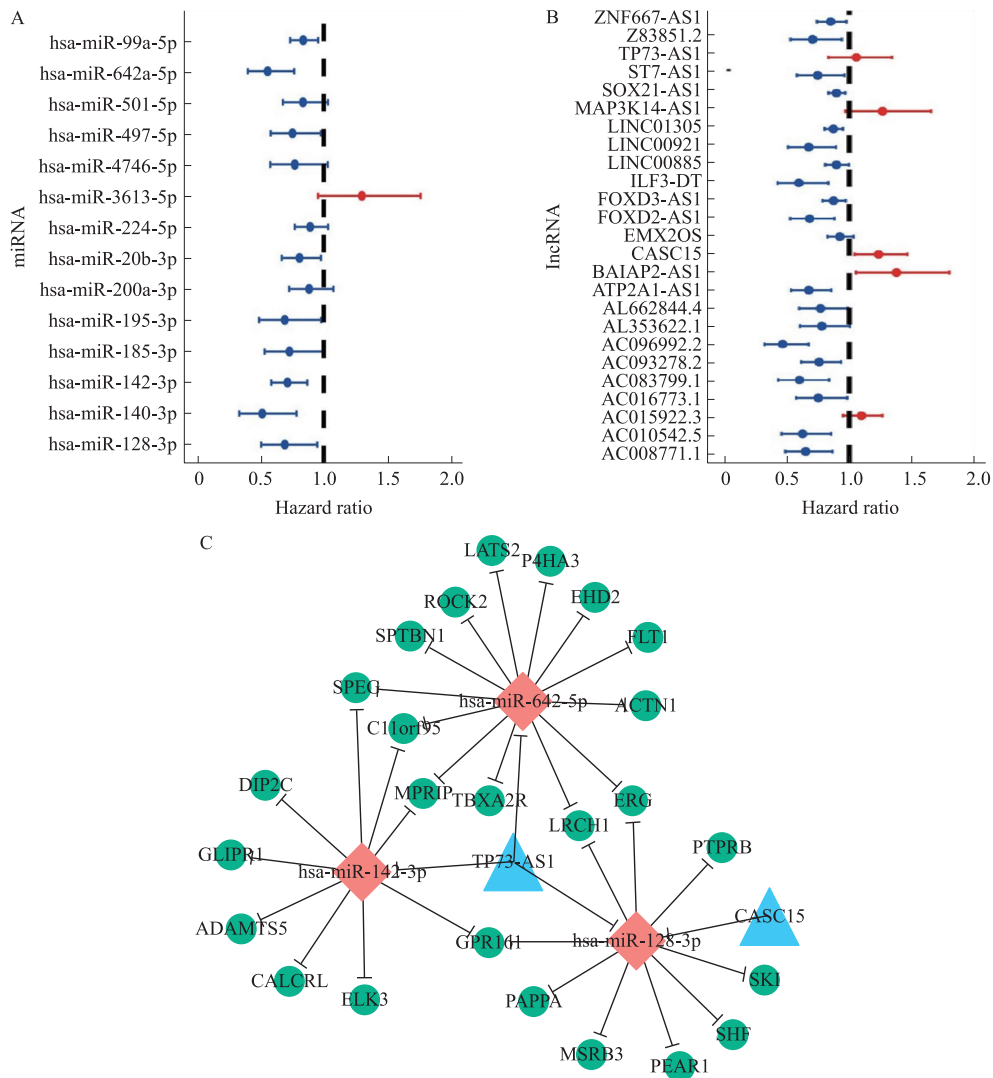 A
hsa-miR-99a-5p
hsa-miR-642a-5p
hsa-miR-501-5p
hsa-miR-497-5p
hsa-miR-4746-5p
hsa-miR-3613-5p
hsa-miR-224-5p
hsa-miR-20b-3p
hsa-miR-200a-3p
hsa-miR-195-3p
hsa-miR-185-3p
hsa-miR-142-3p
hsa-miR-140-3p
hsa-miR-128-3p
miRNA
0 0.5 1.0 1.5 2.0
Hazard ratio
B
ZNF667-AS1
Z83851.2
TP73-AS1
ST7-AS1
SOX21-AS1
MAP3K14-AS1
LINC01305
LINC00921
LINC00885
ILF3-DT
FOXD3-AS1
FOXD2-AS1
EMX2OS
CASC15
BAIAP2-AS1
ATP2A1-AS1
AL662844.4
AL353622.1
AC096992.2
AC093278.2
AC083799.1
AC016773.1
AC015922.3
AC010542.5
AC008771.1
lncRNA
0 0.5 1.0 1.5 2.0
Hazard ratio
C
LATS2
P4HA3
ROCK2
EHD2
SPTBN1
FLT1
SPEG
hsa-miR-642-5p
ACTN1
C11orf95
DIP2C
MPRIP
TBXA2R
ERG
LRCH1
GLIPR1
PTPRB
hsa-miR-142-3p
TP73-AS1
CASC15
ADAMTS5
GPR161
hsa-miR-128-3p
CALCRL
SKI
ELK3
PAPPA
SHF
MSRB3
PEAR1